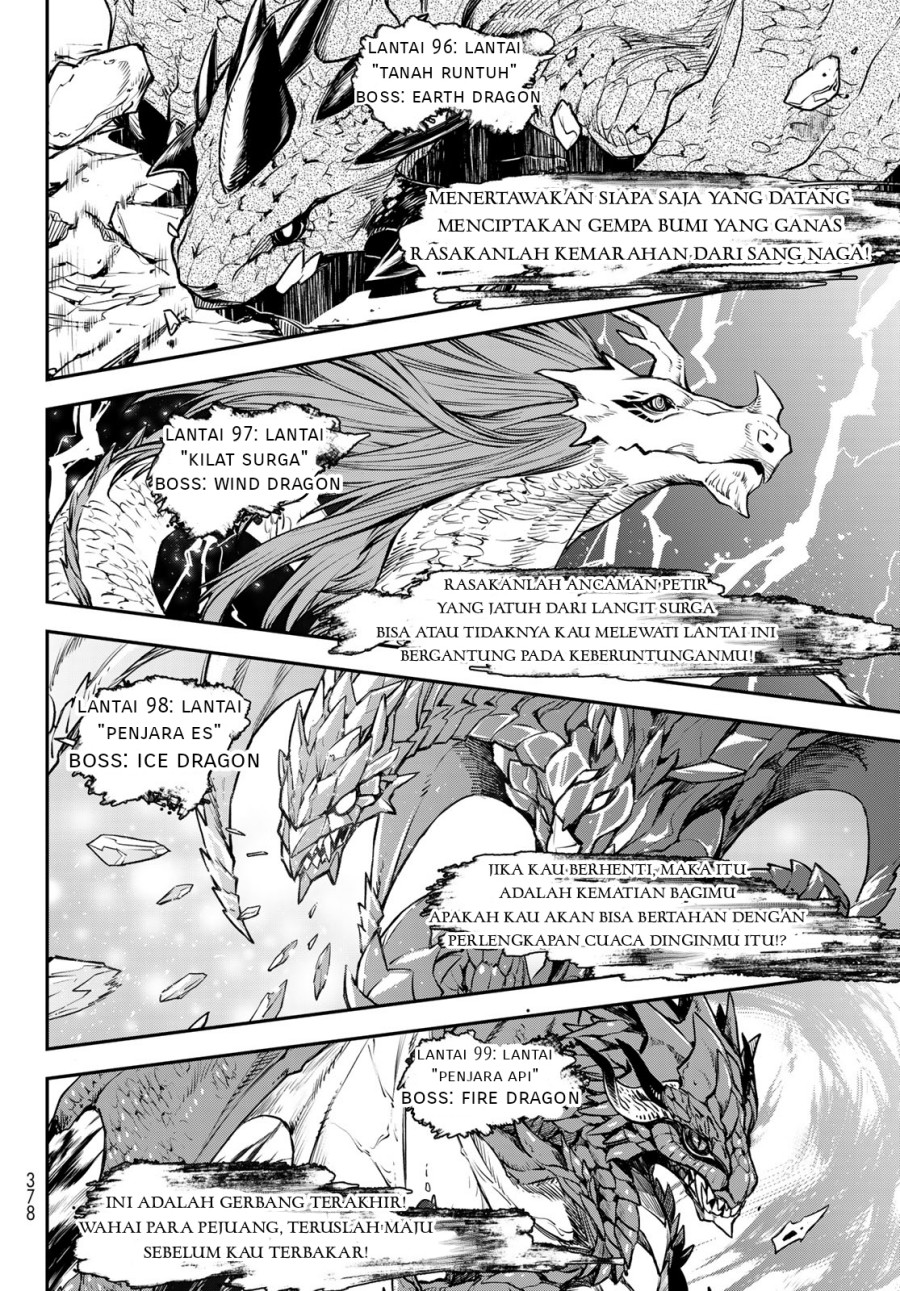 LANTAI 96: LANTAI
"TANAH RUNTUH"
BOSS: EARTH DRAGON
MENERTAWAKAN SIAPA SAJA YANG DATANG
MENCIPTAKAN GEMPA BUMI YANG GANAS
RASAKANLAH KEMARAHAN DARI SANG NAGA!
LANTAI 97: LANTAI
"KILAT SURGA"
BOSS: WIND DRAGON
RASAKANLAH ANCAMAN PETIR
YANG JATUH DARI LANGIT SURGA
BISA ATAU TIDAKNYA KAU MELEWATI LANTAI INI
BERGANTUNG PADA KEBERUNTUNGANMU!
LANTAI 98: LANTAI
"PENJARA ES"
BOSS: ICE DRAGON
JIKA KAU BERHENTI, MAKA ITU
ADALAH KEMATIAN BAGIMU
APAKAH KAU AKAN BISA BERTAHAN DENGAN
PERLENGKAPAN CUACA DINGINMU ITU!?
LANTAI 99: LANTAI
"PENJARA API"
BOSS: FIRE DRAGON
INI ADALAH GERBANG TERAKHIR!
WAHAI PARA PEJUANG, TERUSLAH MAJU
SEBELUM KAU TERBAKAR!
378